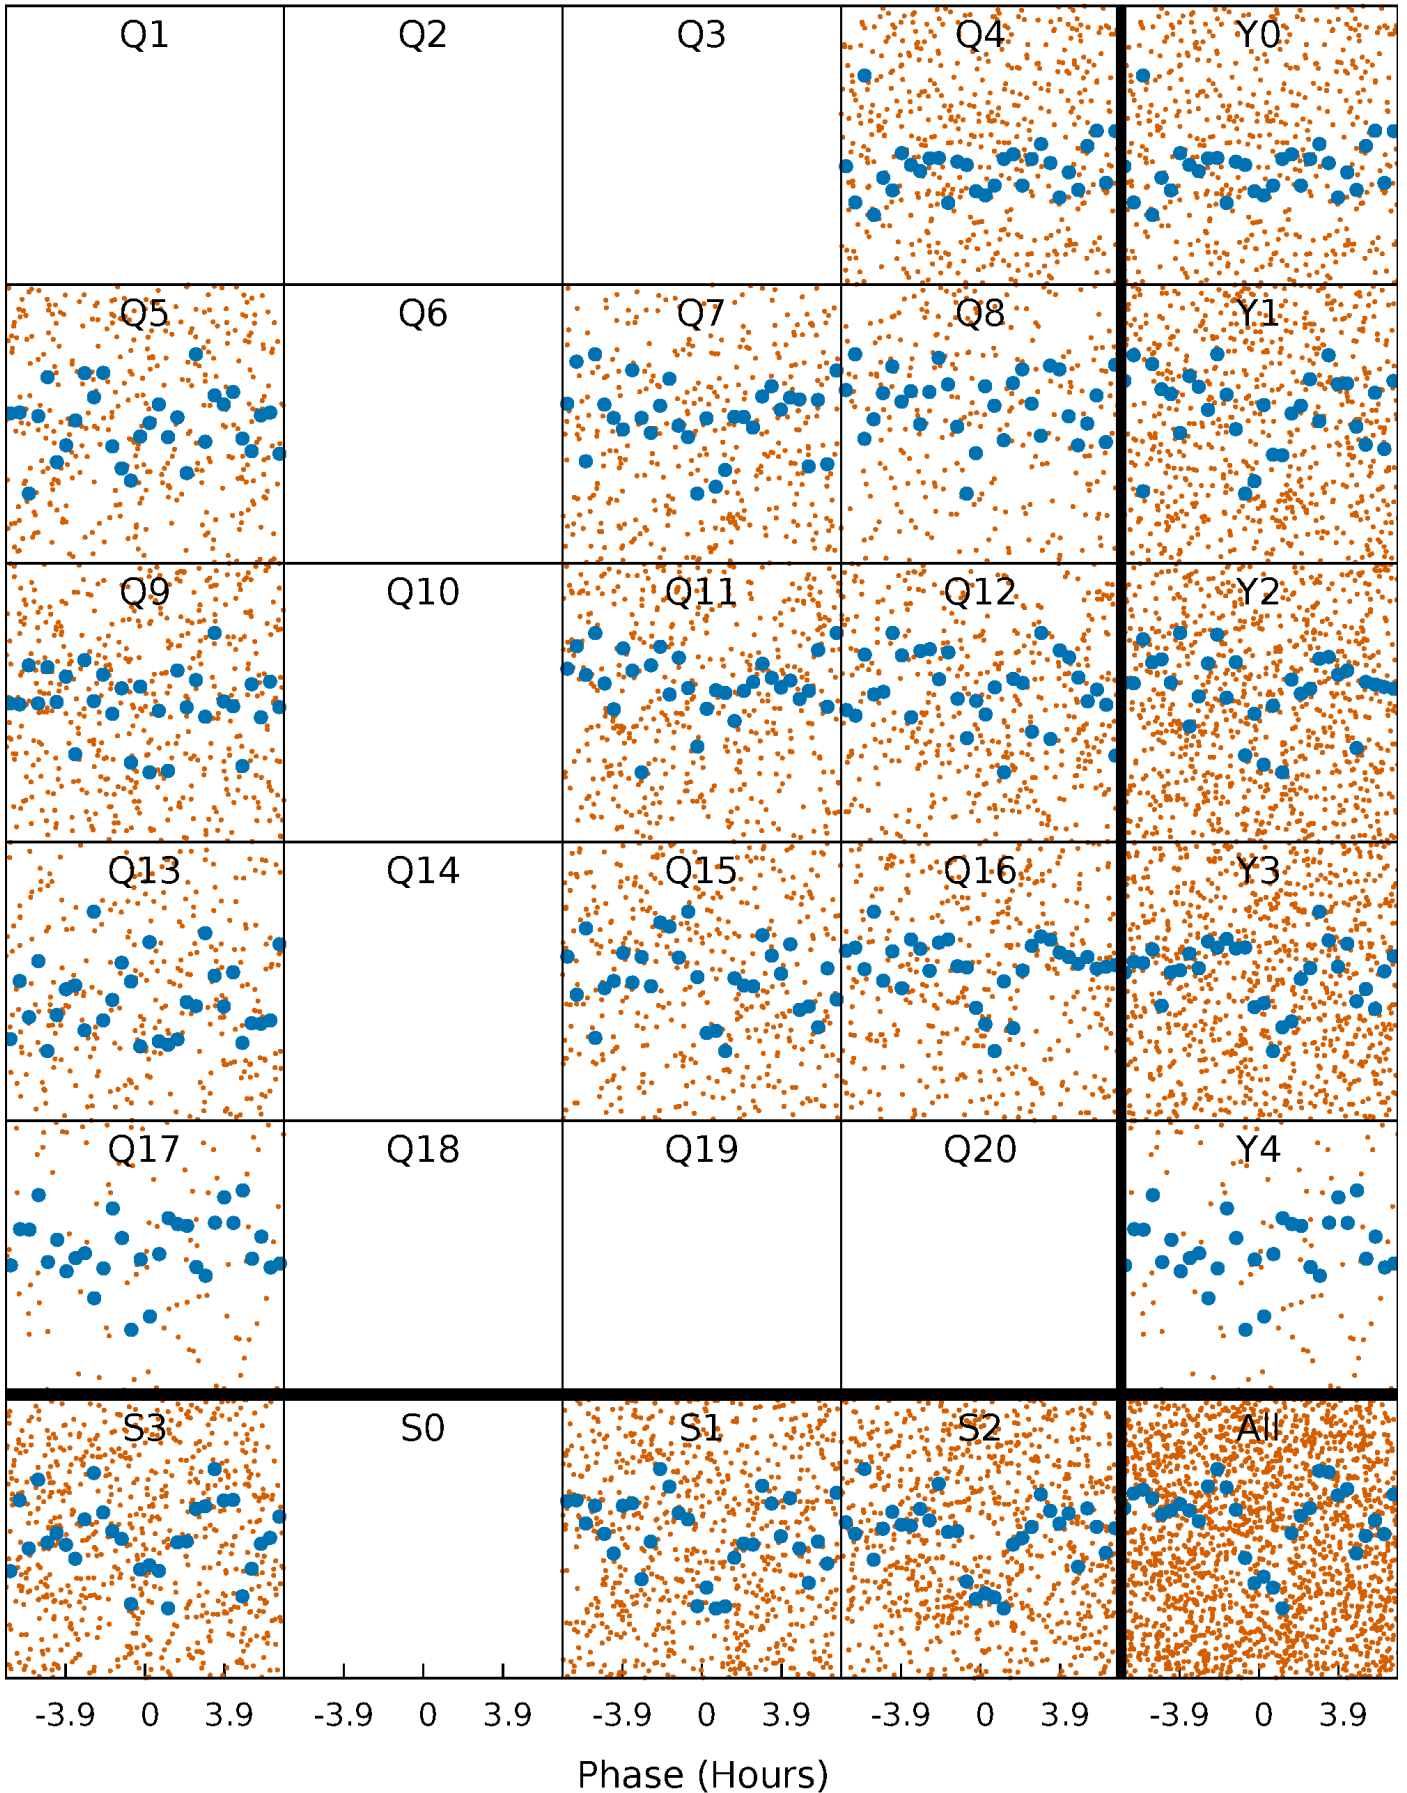 Q1 Q2 Q3 Q4 Y0
Q5 Q6 Q7 Q8 Y1
Q9 Q10 Q11 Q12 Y2
Q13 Q14 Q15 Q16 Y3
Q17 Q18 Q19 Q20 Y4
S3 S0 S1 S2 All
-3.9 0 3.9 -3.9 0 3.9 -3.9 0 3.9 -3.9 0 3.9 -3.9 0 3.9
Phase (Hours)